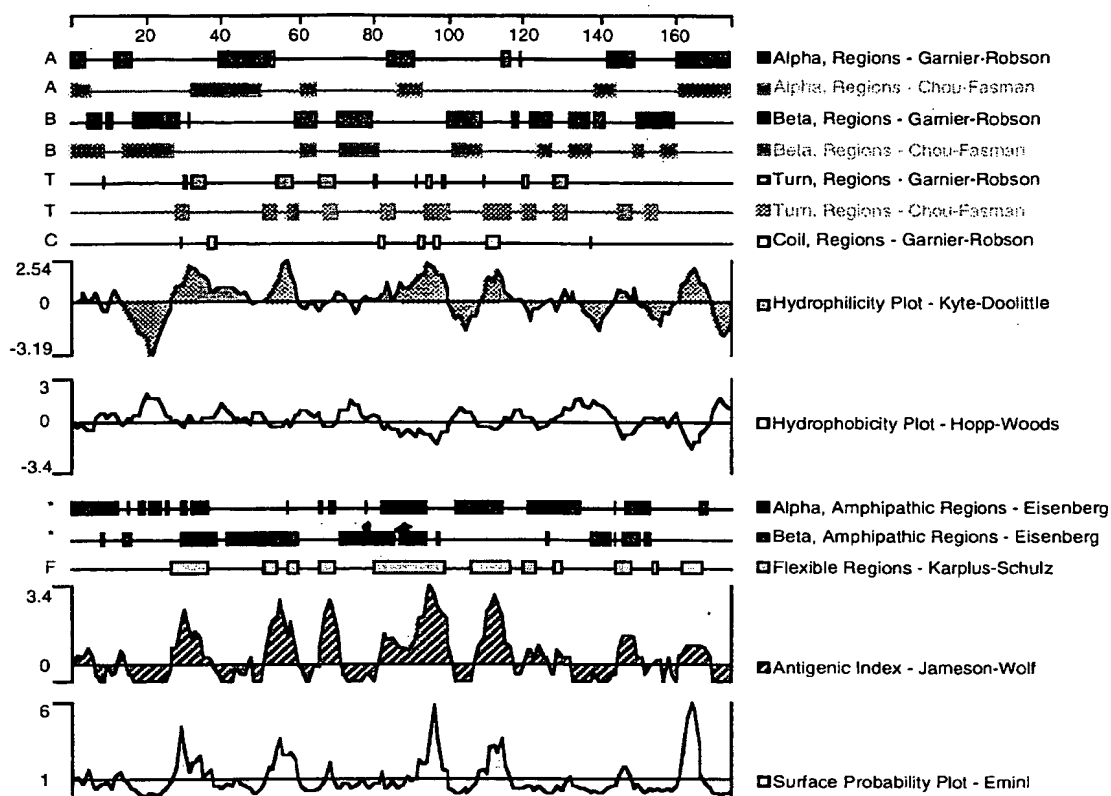 20 40 60 80 100 120 140 160
A Alpha, Regions - Garnier-Robson
A Alpha, Regions - Chou-Fasman
B Beta, Regions - Garnier-Robson
B Beta, Regions - Chou-Fasman
T Turn, Regions - Garnier-Robson
T Turn, Regions - Chou-Fasman
C Coil, Regions - Garnier-Robson
2.54
0 Hydrophilicity Plot - Kyte-Doolittle
-3.19
3
0 Hydrophobicity Plot - Hopp-Woods
-3.4
* Alpha, Amphipathic Regions - Eisenberg
* Beta, Amphipathic Regions - Eisenberg
F Flexible Regions - Karplus-Schulz
3.4
0 Antigenic Index - Jameson-Wolf
6
1 Surface Probability Plot - Emini